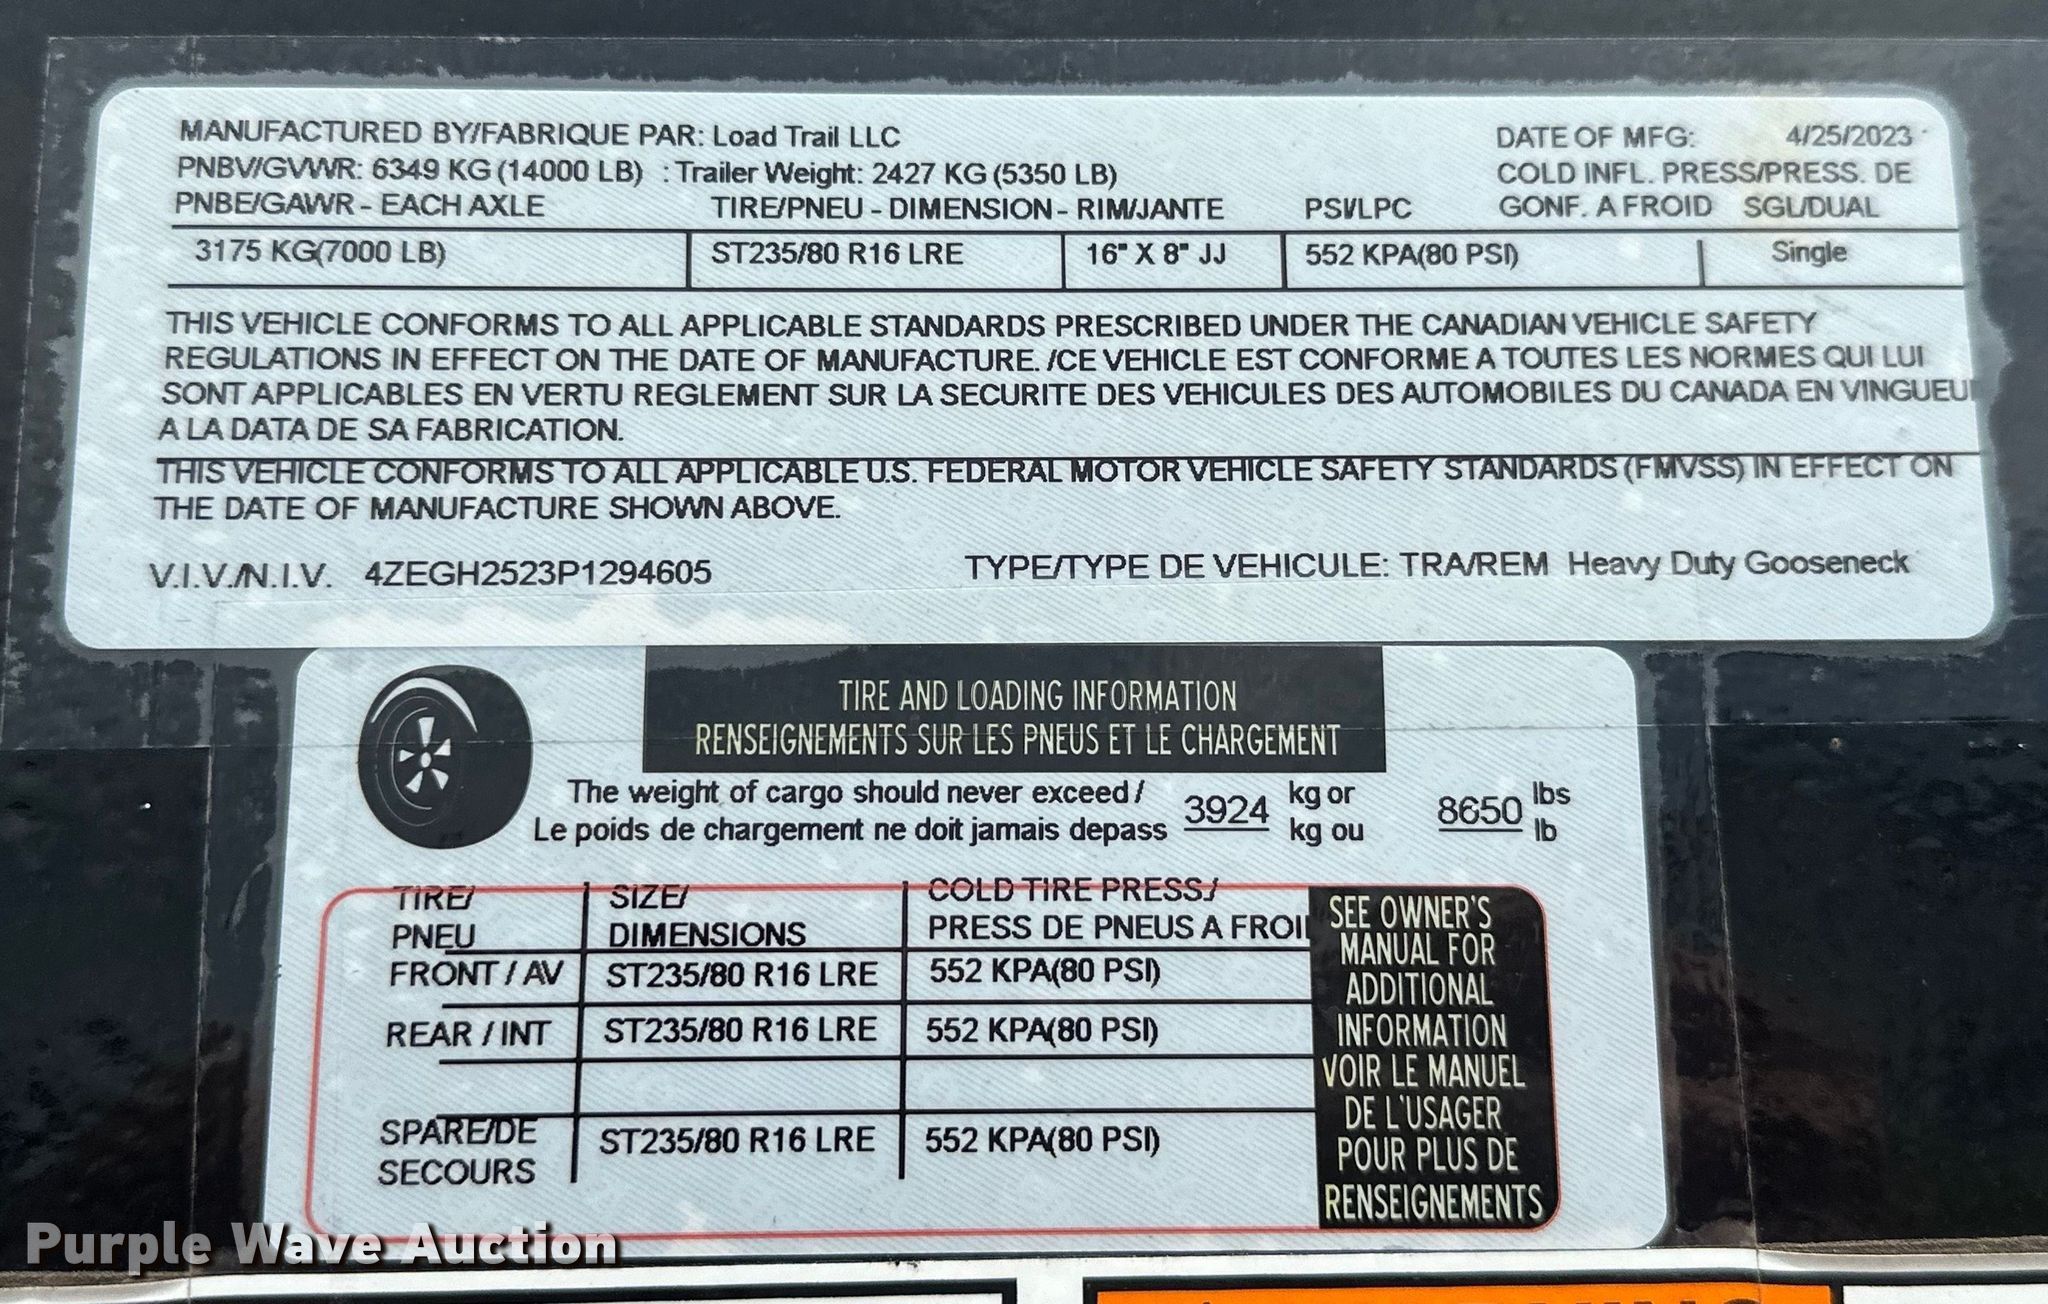 MANUFACTURED BY/FABRIQUE PAR: Load Trail LLC DATE OF MFG: 4/25/2023
PNBV/GVWR: 6349 KG (14000 LB) : Trailer Weight: 2427 KG (5350 LB) COLD INFL. PRESS/PRESS. DE
PNBE/GAWR - EACH AXLE TIRE/PNEU - DIMENSION - RIM/JANTE PSI/LPC GONF. A FROID SGL/DUAL
3175 KG(7000 LB) ST235/80 R16 LRE 16" X 8" JJ 552 KPA(80 PSI) Single
THIS VEHICLE CONFORMS TO ALL APPLICABLE STANDARDS PRESCRIBED UNDER THE CANADIAN VEHICLE SAFETY
REGULATIONS IN EFFECT ON THE DATE OF MANUFACTURE. /CE VEHICLE EST CONFORME A TOUTES LES NORMES QUI LUI
SONT APPLICABLES EN VERTU REGLEMENT SUR LA SECURITE DES VEHICULES DES AUTOMOBILES DU CANADA EN VINGUEU
A LA DATA DE SA FABRICATION.
THIS VEHICLE CONFORMS TO ALL APPLICABLE U.S. FEDERAL MOTOR VEHICLE SAFETY STANDARDS (FMVSS) IN EFFECT ON
THE DATE OF MANUFACTURE SHOWN ABOVE.
V.I.V./N.I.V. 4ZEGH2523P1294605 TYPE/TYPE DE VEHICULE: TRA/REM Heavy Duty Gooseneck
TIRE AND LOADING INFORMATION
RENSEIGNEMENTS SUR LES PNEUS ET LE CHARGEMENT
The weight of cargo should never exceed / 3924 kg or 8650 lbs
Le poids de chargement ne doit jamais depass kg ou lb
TIRE/ SIZE/ COLD TIRE PRESS./
PNEU DIMENSIONS PRESS DE PNEUS A FROI
FRONT / AV ST235/80 R16 LRE 552 KPA(80 PSI)
REAR / INT ST235/80 R16 LRE 552 KPA(80 PSI)
SPARE/DE ST235/80 R16 LRE 552 KPA(80 PSI)
SECOURS
SEE OWNER'S
MANUAL FOR
ADDITIONAL
INFORMATION
VOIR LE MANUEL
DE L'USAGER
POUR PLUS DE
RENSEIGNEMENTS
Purple Wave Auction